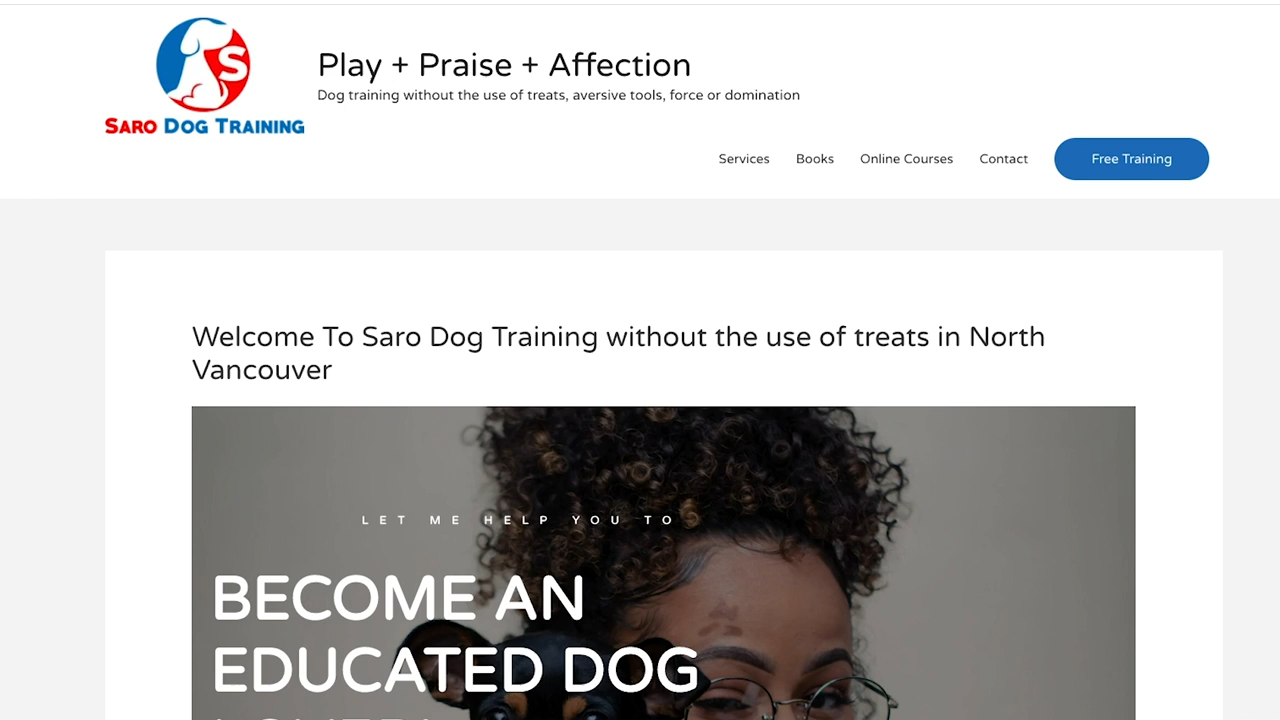 S
SARO DOG TRAINING
Play + Praise + Affection
Dog training without the use of treats, aversive tools, force or domination
Services Books Online Courses Contact Free Training
Welcome To Saro Dog Training without the use of treats in North
Vancouver
LET ME HELP YOU TO
BECOME AN
EDUCATED DOG